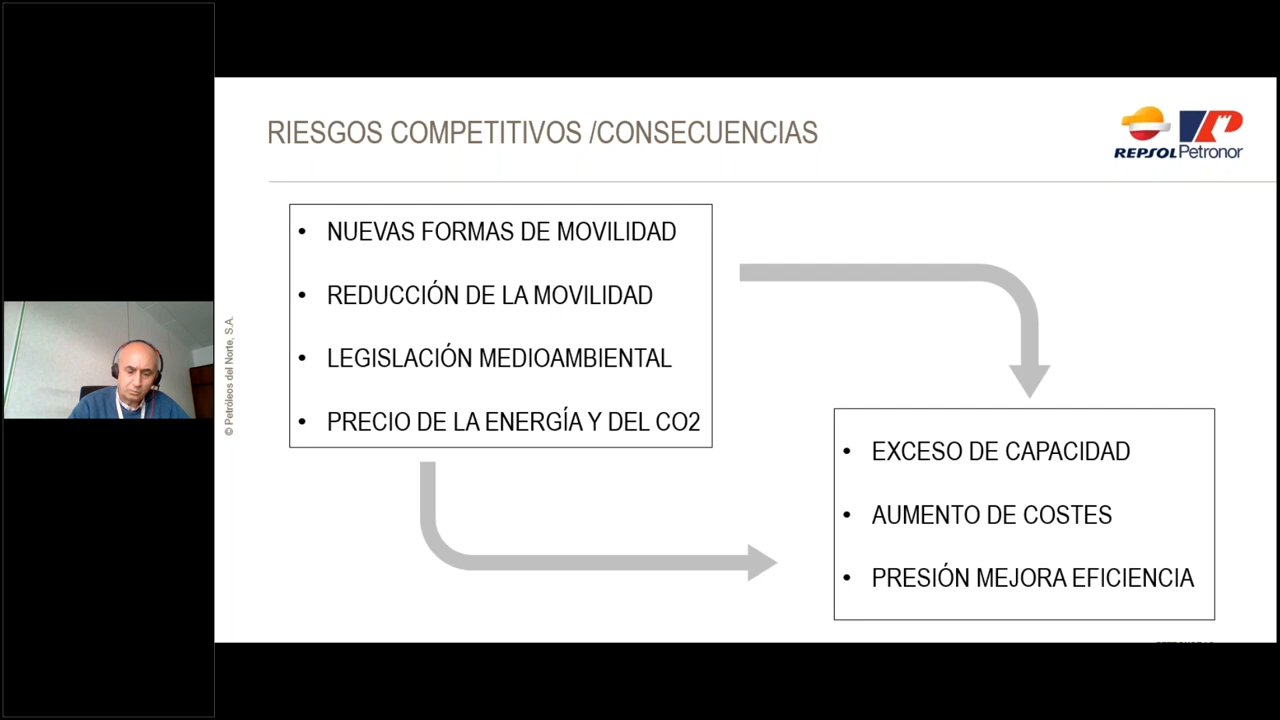 RIESGOS COMPETITIVOS /CONSECUENCIAS
REPSOL Petronor
• NUEVAS FORMAS DE MOVILIDAD
• REDUCCIÓN DE LA MOVILIDAD
• LEGISLACIÓN MEDIOAMBIENTAL
• PRECIO DE LA ENERGÍA Y DEL CO2
• EXCESO DE CAPACIDAD
• AUMENTO DE COSTES
• PRESIÓN MEJORA EFICIENCIA
© Petróleos del Norte, S.A.